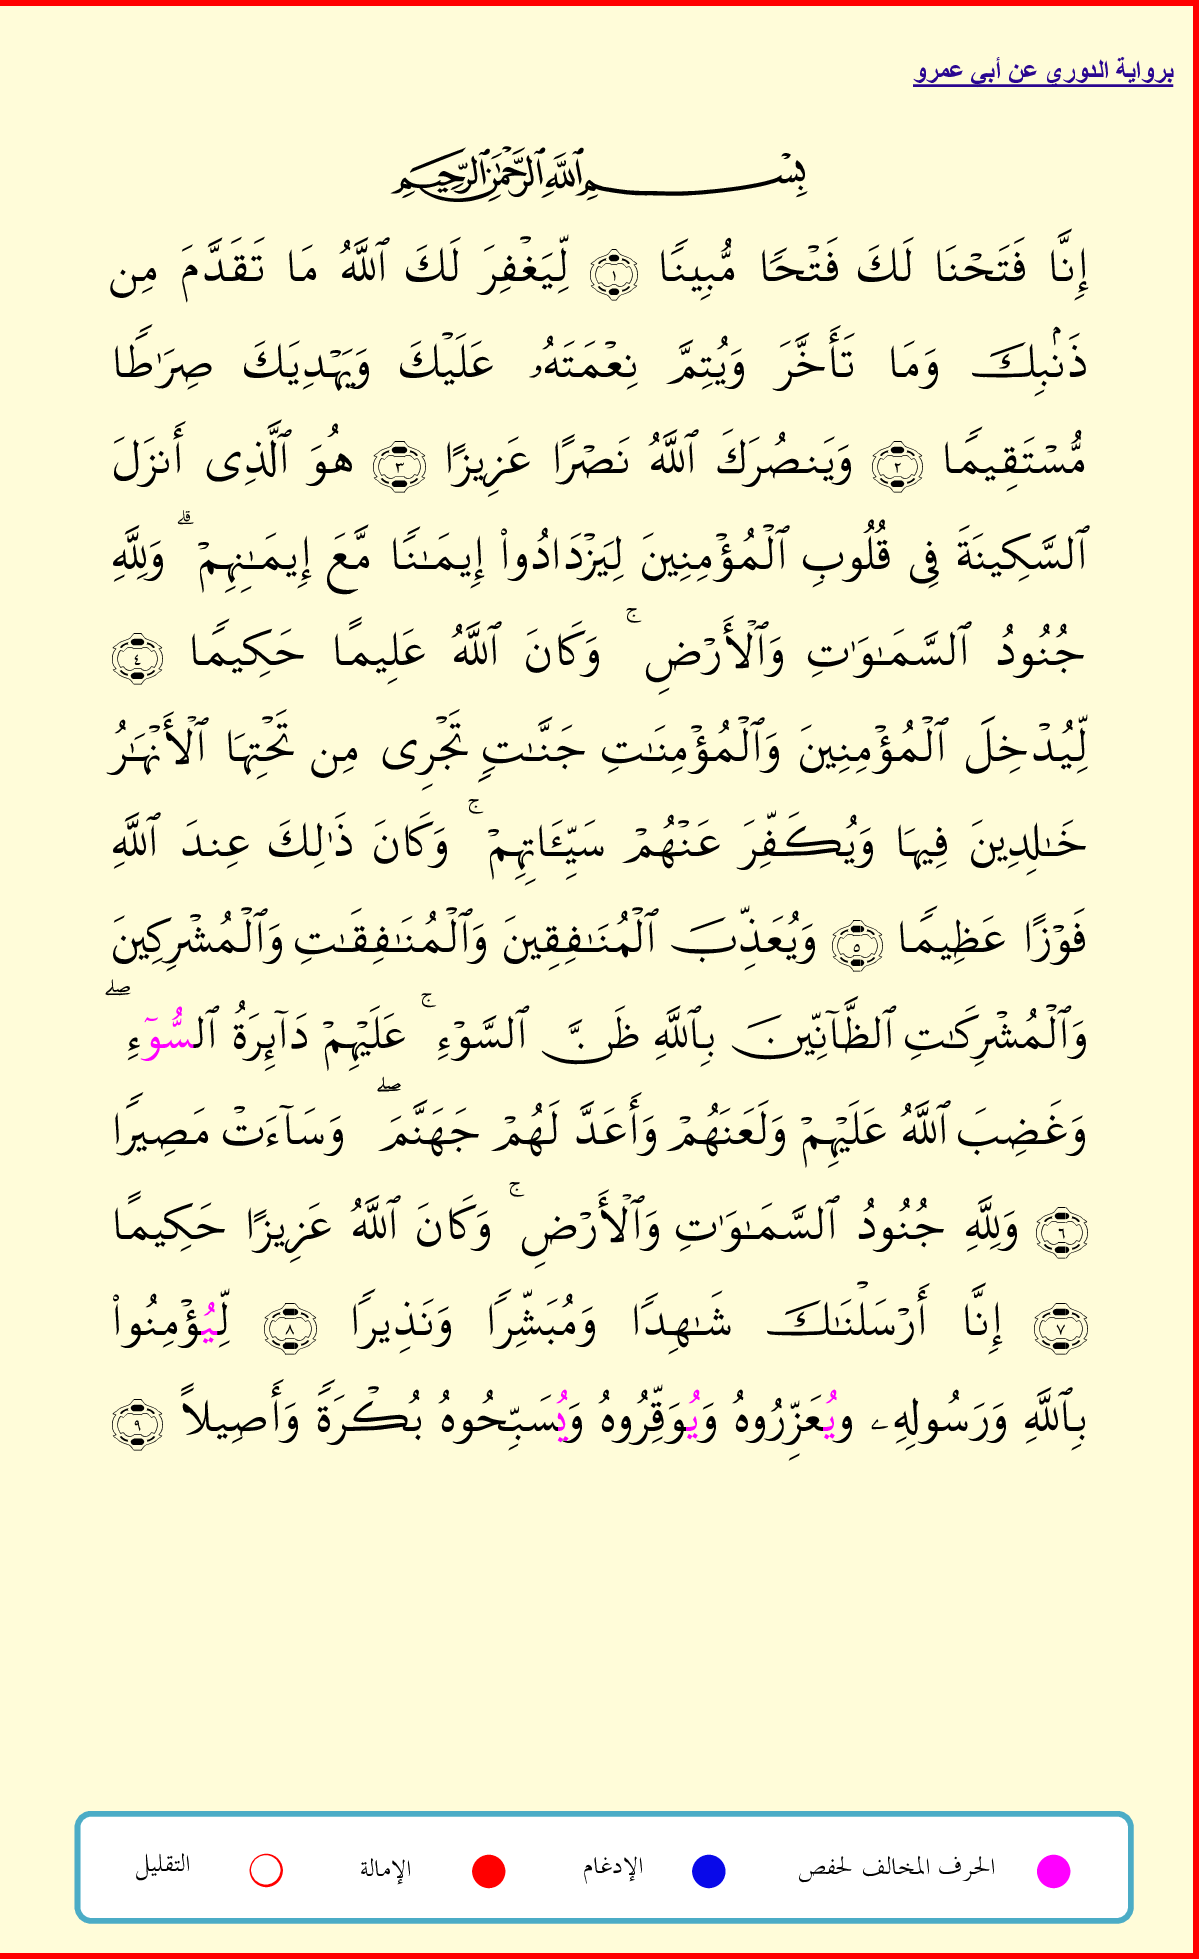 برواية الدوري عن أبي عمرو
بِسْمِ ٱللَّهِ ٱلرَّحْمَٰنِ ٱلرَّحِيمِ
إِنَّا فَتَحْنَا لَكَ فَتْحًا مُّبِينًا ١ لِّيَغْفِرَ لَكَ ٱللَّهُ مَا تَقَدَّمَ مِن
ذَنۢبِكَ وَمَا تَأَخَّرَ وَيُتِمَّ نِعْمَتَهُۥ عَلَيْكَ وَيَهْدِيَكَ صِرَٰطًا
مُّسْتَقِيمًا ٢ وَيَنصُرَكَ ٱللَّهُ نَصْرًا عَزِيزًا ٣ هُوَ ٱلَّذِى أَنزَلَ
ٱلسَّكِينَةَ فِى قُلُوبِ ٱلْمُؤْمِنِينَ لِيَزْدَادُوا۟ إِيمَـٰنًا مَّعَ إِيمَـٰنِهِمْ ۗ وَلِلَّهِ
جُنُودُ ٱلسَّمَـٰوَٰتِ وَٱلْأَرْضِ ۚ وَكَانَ ٱللَّهُ عَلِيمًا حَكِيمًا ٤
لِّيُدْخِلَ ٱلْمُؤْمِنِينَ وَٱلْمُؤْمِنَـٰتِ جَنَّـٰتٍ تَجْرِى مِن تَحْتِهَا ٱلْأَنْهَـٰرُ
خَـٰلِدِينَ فِيهَا وَيُكَفِّرَ عَنْهُمْ سَيِّـَٔاتِهِمْ ۚ وَكَانَ ذَٰلِكَ عِندَ ٱللَّهِ
فَوْزًا عَظِيمًا ٥ وَيُعَذِّبَ ٱلْمُنَـٰفِقِينَ وَٱلْمُنَـٰفِقَـٰتِ وَٱلْمُشْرِكِينَ
وَٱلْمُشْرِكَـٰتِ ٱلظَّآنِّينَ بِٱللَّهِ ظَنَّ ٱلسَّوْءِ ۚ عَلَيْهِمْ دَآئِرَةُ ٱلسُّوٓءِ ۖ
وَغَضِبَ ٱللَّهُ عَلَيْهِمْ وَلَعَنَهُمْ وَأَعَدَّ لَهُمْ جَهَنَّمَ ۖ وَسَآءَتْ مَصِيرًا
٦ وَلِلَّهِ جُنُودُ ٱلسَّمَـٰوَٰتِ وَٱلْأَرْضِ ۚ وَكَانَ ٱللَّهُ عَزِيزًا حَكِيمًا
٧ إِنَّا أَرْسَلْنَـٰكَ شَـٰهِدًا وَمُبَشِّرًا وَنَذِيرًا ٨ لِّيُؤْمِنُوا۟
بِٱللَّهِ وَرَسُولِهِۦ ويُعَزِّرُوهُ وَيُوَقِّرُوهُ وَيُسَبِّحُوهُ بُكْرَةً وَأَصِيلاً ٩
الحرف المخالف لحفص الإدغام الإمالة التقليل